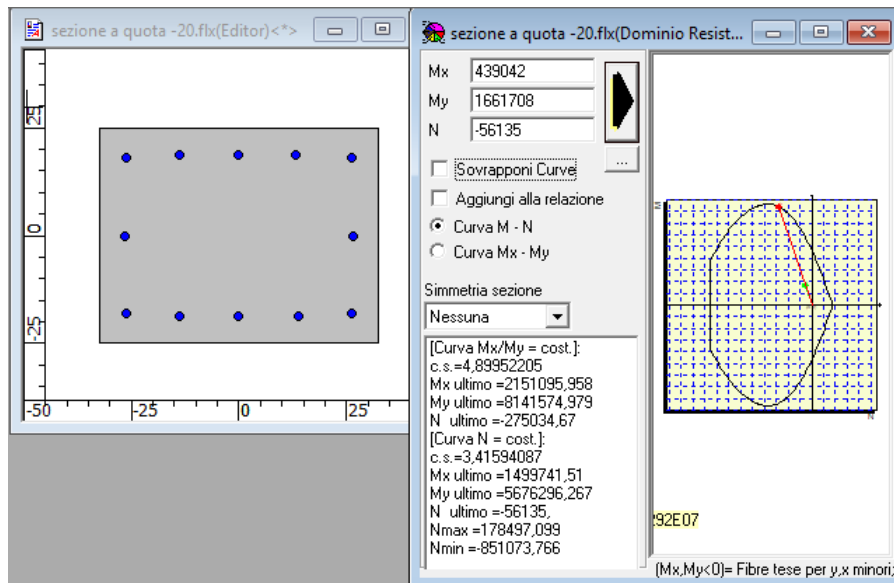 sezione a quota -20.flx(Editor)<*>
25
0
-25
-50
-25
0
25
sezione a quota -20.flx(Dominio Resist...
Mx 439042
My 1661708
N -56135
...
Sovrapponi Curve
Aggiungi alla relazione
Curva M - N
Curva Mx - My
Simmetria sezione
Nessuna
[Curva Mx/My = cost.]:
c.s.=4,89952205
Mx ultimo =2151095,958
My ultimo =8141574,979
N ultimo =-275034,67
[Curva N = cost.]:
c.s.=3,41594087
Mx ultimo =1499741,51
My ultimo =5676296,267
N ultimo =-56135,
Nmax =178497,099
Nmin =-851073,766
M
N
292E07
(Mx,My<0)= Fibre tese per y,x minori,